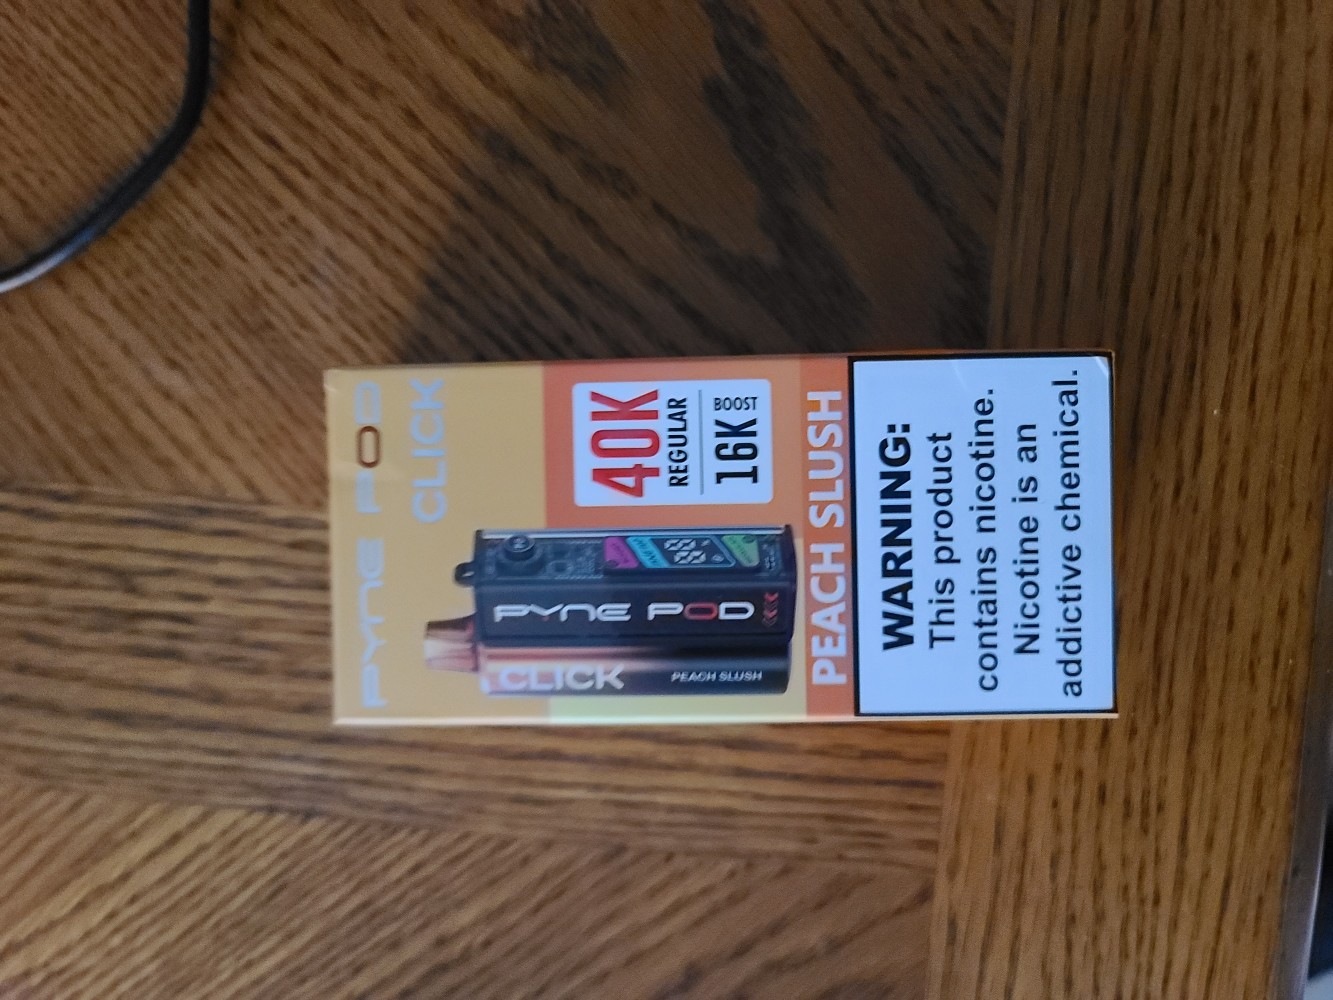 PYNE POD
CLICK
40K
REGULAR
16K BOOST
PYNE POD
CLICK
PEACH SLUSH
PEACH SLUSH
WARNING:
This product
contains nicotine.
Nicotine is an
addictive chemical.